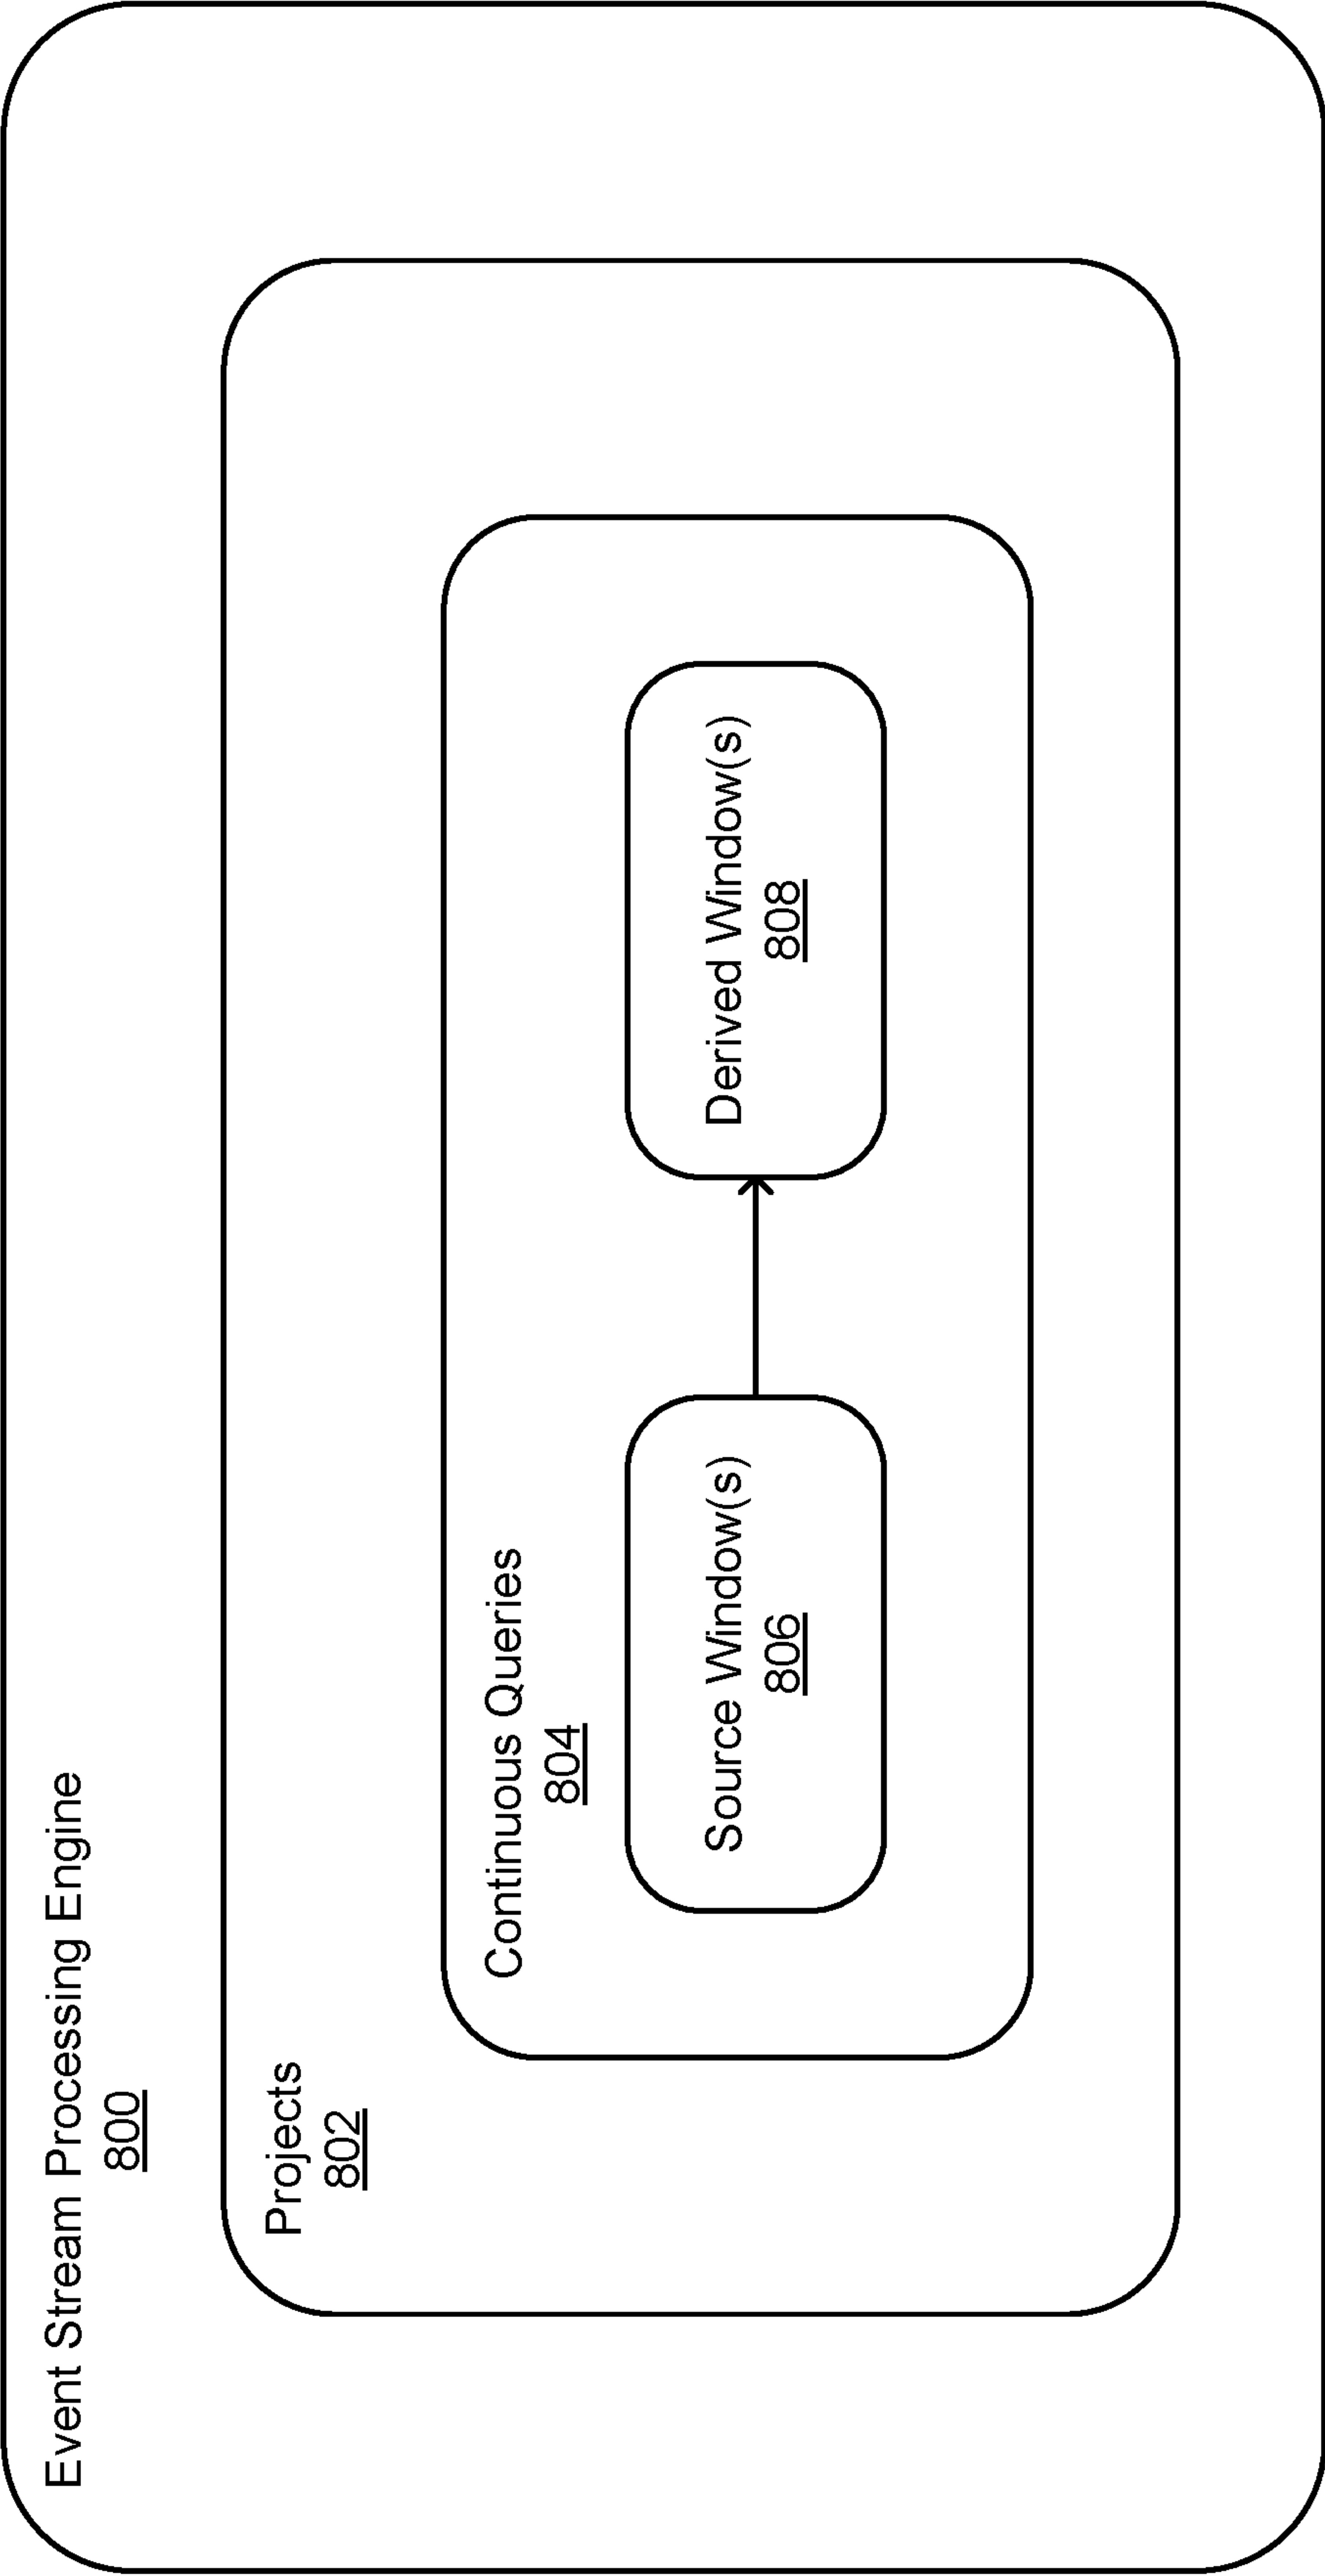 Event Stream Processing Engine
800
Projects
802
Continuous Queries
804
Source Window(s)
806
Derived Window(s)
808